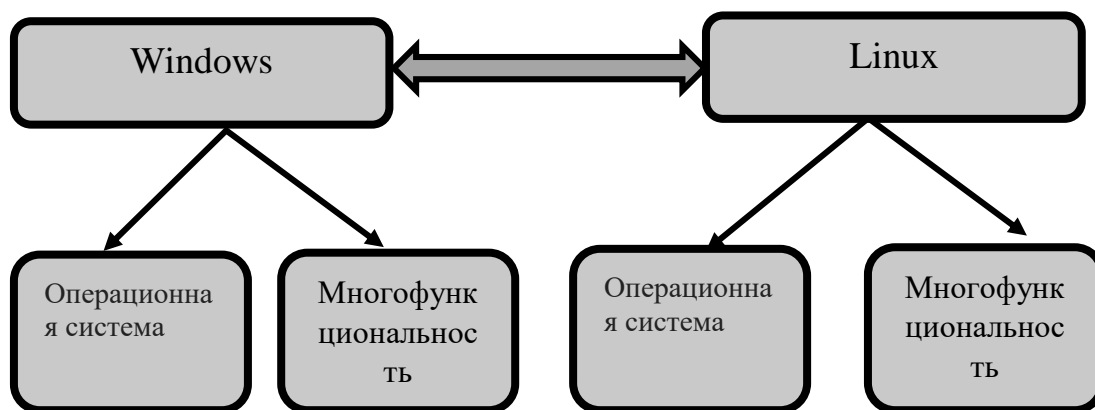 Windows
Linux
Операционна
я система
Многофунк
циональнос
ть
Операционна
я система
Многофунк
циональнос
ть